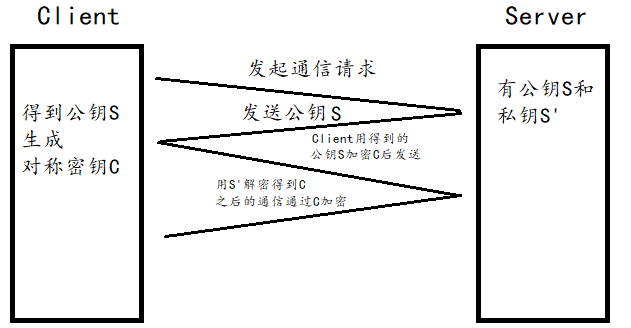 Client
Server
发起通信请求
有公钥S和
私钥S'
得到公钥S
生成
对称密钥C
发送公钥S
Client用得到的
公钥S加密C后发送
用S'解密得到C
之后的通信通过C加密